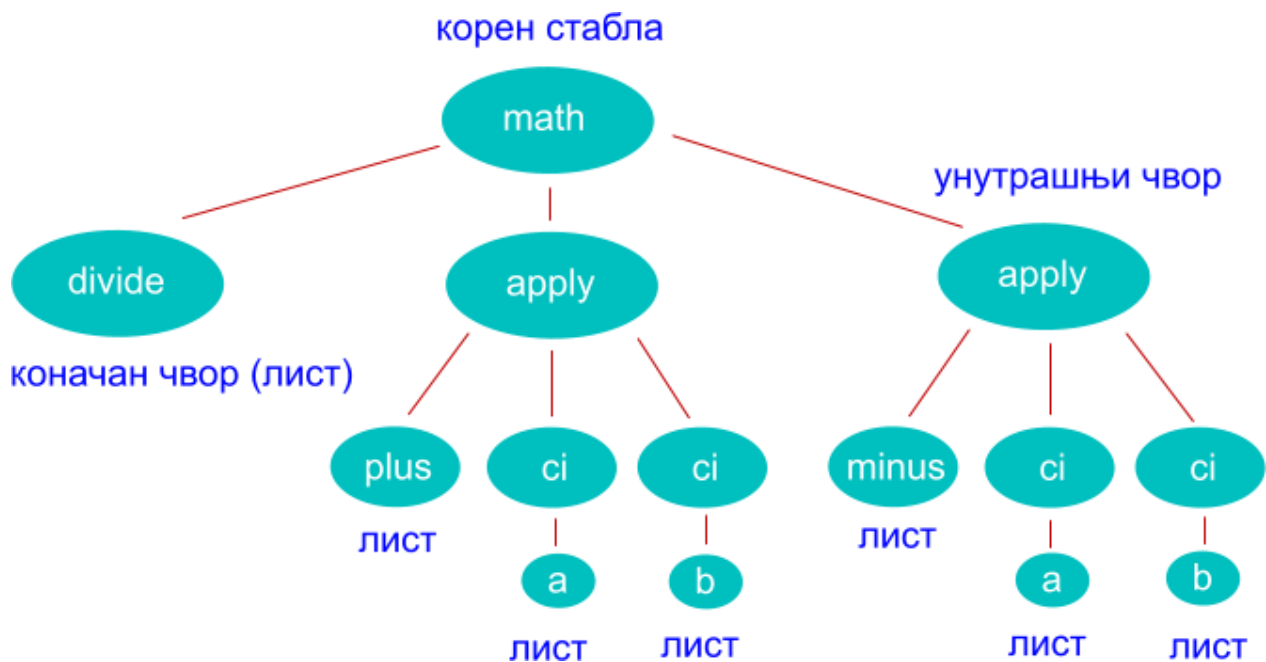 корен стабла
math
унутрашњи чвор
divide
apply
apply
коначан чвор (лист)
plus
ci
ci
minus
ci
ci
лист
лист
a
b
a
b
лист
лист
лист
лист